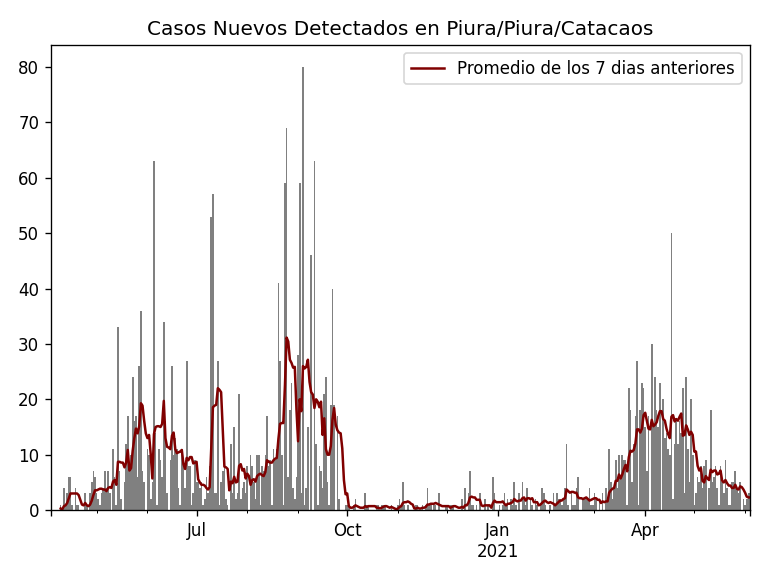 Casos Nuevos Detectados en Piura/Piura/Catacaos
Promedio de los 7 dias anteriores
80
70
60
50
40
30
20
10
0
Jul
Oct
Jan
2021
Apr